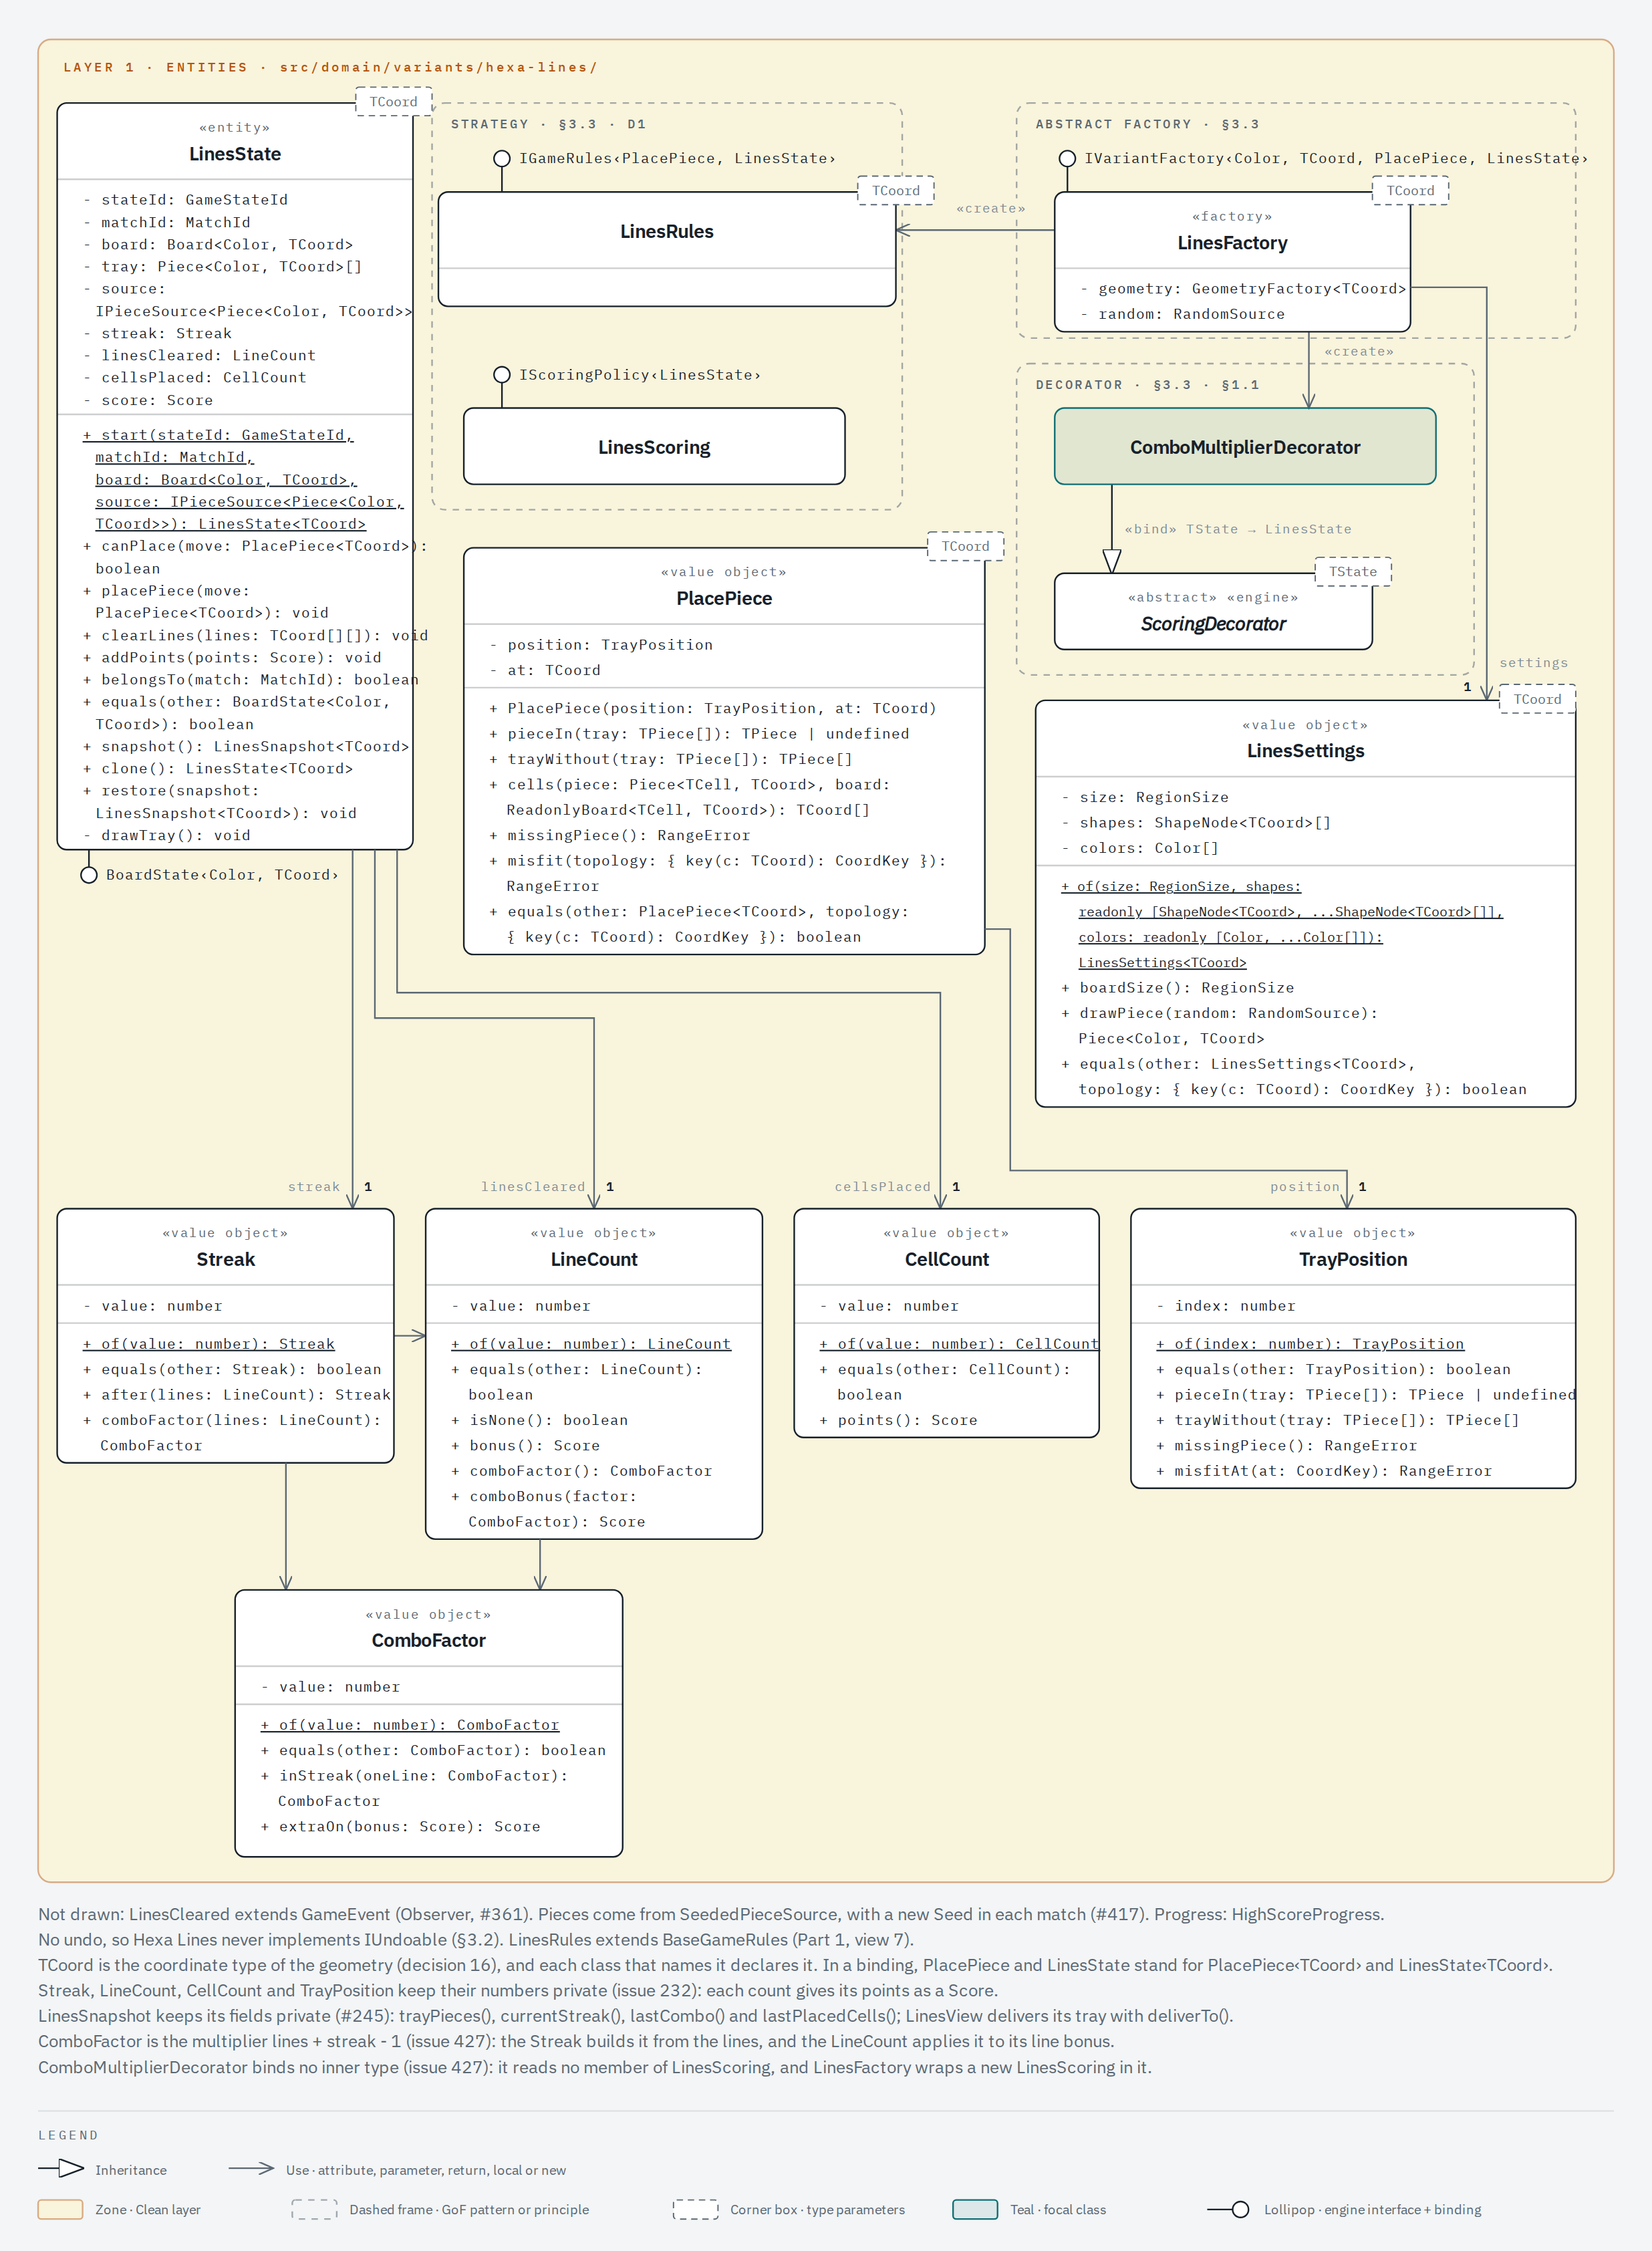 LAYER 1 · ENTITIES · src/domain/variants/hexa-lines/
TCoord
«entity»
LinesState
- stateId: GameStateId
- matchId: MatchId
- board: Board<Color, TCoord>
- tray: Piece<Color, TCoord>[]
- source:
IPieceSource<Piece<Color, TCoord>>
- streak: Streak
- linesCleared: LineCount
- cellsPlaced: CellCount
- score: Score
+ start(stateId: GameStateId,
matchId: MatchId,
board: Board<Color, TCoord>,
source: IPieceSource<Piece<Color,
TCoord>>): LinesState<TCoord>
+ canPlace(move: PlacePiece<TCoord>):
boolean
+ placePiece(move:
PlacePiece<TCoord>): void
+ clearLines(lines: TCoord[][]): void
+ addPoints(points: Score): void
+ belongsTo(match: MatchId): boolean
+ equals(other: BoardState<Color,
TCoord>): boolean
+ snapshot(): LinesSnapshot<TCoord>
+ clone(): LinesState<TCoord>
+ restore(snapshot:
LinesSnapshot<TCoord>): void
- drawTray(): void
BoardState‹Color, TCoord›
STRATEGY · §3.3 · D1
IGameRules‹PlacePiece, LinesState›
TCoord
LinesRules
IScoringPolicy‹LinesState›
LinesScoring
«create»
ABSTRACT FACTORY · §3.3
IVariantFactory‹Color, TCoord, PlacePiece, LinesState›
TCoord
«factory»
LinesFactory
- geometry: GeometryFactory<TCoord>
- random: RandomSource
«create»
DECORATOR · §3.3 · §1.1
ComboMultiplierDecorator
«bind» TState → LinesState
TState
«abstract» «engine»
ScoringDecorator
TCoord
«value object»
PlacePiece
- position: TrayPosition
- at: TCoord
+ PlacePiece(position: TrayPosition, at: TCoord)
+ pieceIn(tray: TPiece[]): TPiece | undefined
+ trayWithout(tray: TPiece[]): TPiece[]
+ cells(piece: Piece<TCell, TCoord>, board:
ReadonlyBoard<TCell, TCoord>): TCoord[]
+ missingPiece(): RangeError
+ misfit(topology: { key(c: TCoord): CoordKey }):
RangeError
+ equals(other: PlacePiece<TCoord>, topology:
{ key(c: TCoord): CoordKey }): boolean
settings
1
TCoord
«value object»
LinesSettings
- size: RegionSize
- shapes: ShapeNode<TCoord>[]
- colors: Color[]
+ of(size: RegionSize, shapes:
readonly [ShapeNode<TCoord>, ...ShapeNode<TCoord>[]],
colors: readonly [Color, ...Color[]]):
LinesSettings<TCoord>
+ boardSize(): RegionSize
+ drawPiece(random: RandomSource):
Piece<Color, TCoord>
+ equals(other: LinesSettings<TCoord>,
topology: { key(c: TCoord): CoordKey }): boolean
streak 1
linesCleared 1
cellsPlaced 1
position 1
«value object»
Streak
- value: number
+ of(value: number): Streak
+ equals(other: Streak): boolean
+ after(lines: LineCount): Streak
+ comboFactor(lines: LineCount):
ComboFactor
«value object»
LineCount
- value: number
+ of(value: number): LineCount
+ equals(other: LineCount):
boolean
+ isNone(): boolean
+ bonus(): Score
+ comboFactor(): ComboFactor
+ comboBonus(factor:
ComboFactor): Score
«value object»
CellCount
- value: number
+ of(value: number): CellCount
+ equals(other: CellCount):
boolean
+ points(): Score
«value object»
TrayPosition
- index: number
+ of(index: number): TrayPosition
+ equals(other: TrayPosition): boolean
+ pieceIn(tray: TPiece[]): TPiece | undefined
+ trayWithout(tray: TPiece[]): TPiece[]
+ missingPiece(): RangeError
+ misfitAt(at: CoordKey): RangeError
«value object»
ComboFactor
- value: number
+ of(value: number): ComboFactor
+ equals(other: ComboFactor): boolean
+ inStreak(oneLine: ComboFactor):
ComboFactor
+ extraOn(bonus: Score): Score
Not drawn: LinesCleared extends GameEvent (Observer, #361). Pieces come from SeededPieceSource, with a new Seed in each match (#417). Progress: HighScoreProgress.
No undo, so Hexa Lines never implements IUndoable (§3.2). LinesRules extends BaseGameRules (Part 1, view 7).
TCoord is the coordinate type of the geometry (decision 16), and each class that names it declares it. In a binding, PlacePiece and LinesState stand for PlacePiece‹TCoord› and LinesState‹TCoord›.
Streak, LineCount, CellCount and TrayPosition keep their numbers private (issue 232): each count gives its points as a Score.
LinesSnapshot keeps its fields private (#245): trayPieces(), currentStreak(), lastCombo() and lastPlacedCells(); LinesView delivers its tray with deliverTo().
ComboFactor is the multiplier lines + streak - 1 (issue 427): the Streak builds it from the lines, and the LineCount applies it to its line bonus.
ComboMultiplierDecorator binds no inner type (issue 427): it reads no member of LinesScoring, and LinesFactory wraps a new LinesScoring in it.
LEGEND
Inheritance
Use · attribute, parameter, return, local or new
Zone · Clean layer
Dashed frame · GoF pattern or principle
Corner box · type parameters
Teal · focal class
Lollipop · engine interface + binding